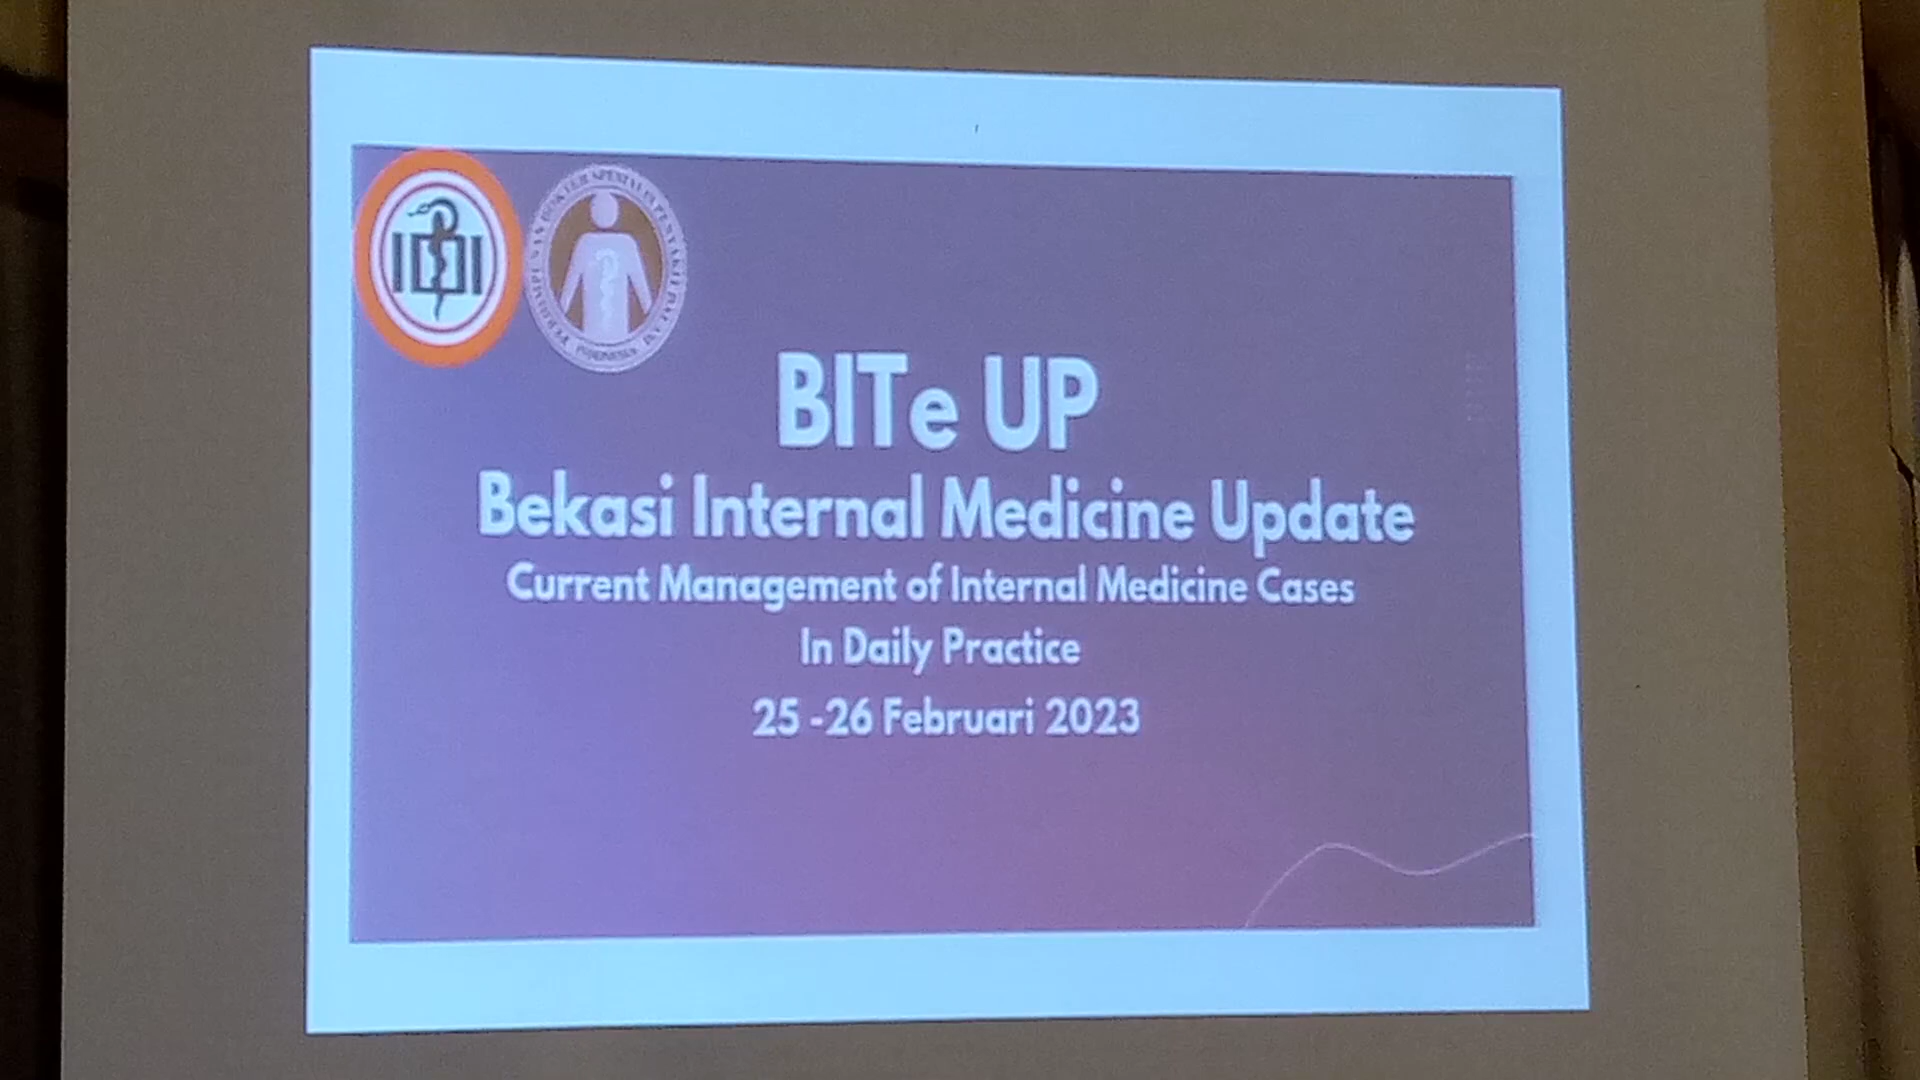 IDI
BITe UP
Bekasi Internal Medicine Update
Current Management of Internal Medicine Cases
In Daily Practice
25 -26 Februari 2023